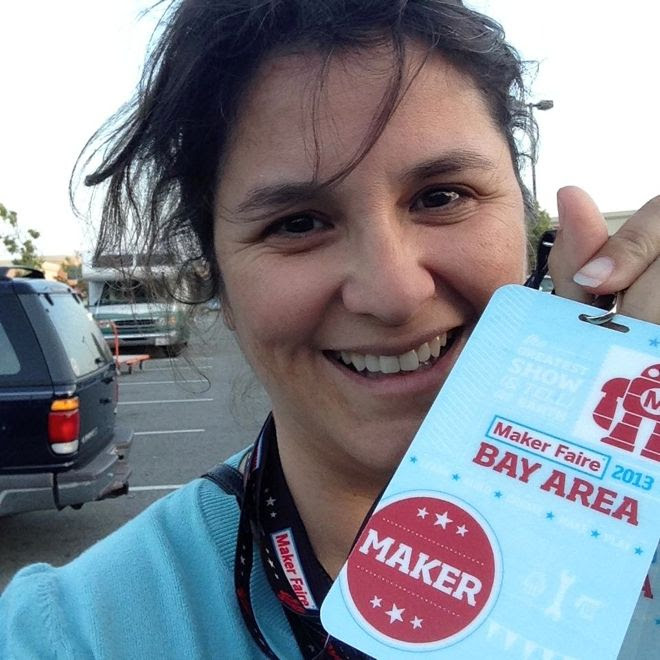 THE
GREATEST
SHOW
& TELL
ON EARTH
M
Maker Faire
2013
BAY AREA
MAKER
Maker Faire